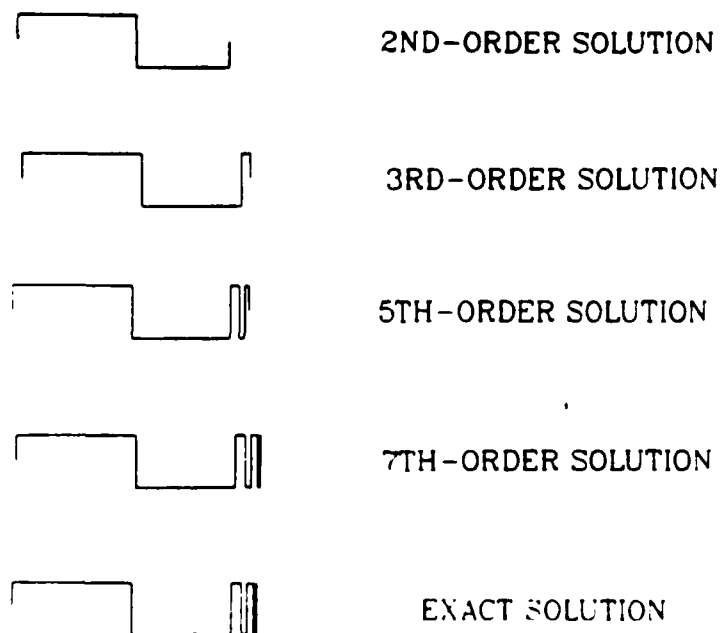 2ND-ORDER SOLUTION
3RD-ORDER SOLUTION
5TH-ORDER SOLUTION
7TH-ORDER SOLUTION
EXACT SOLUTION